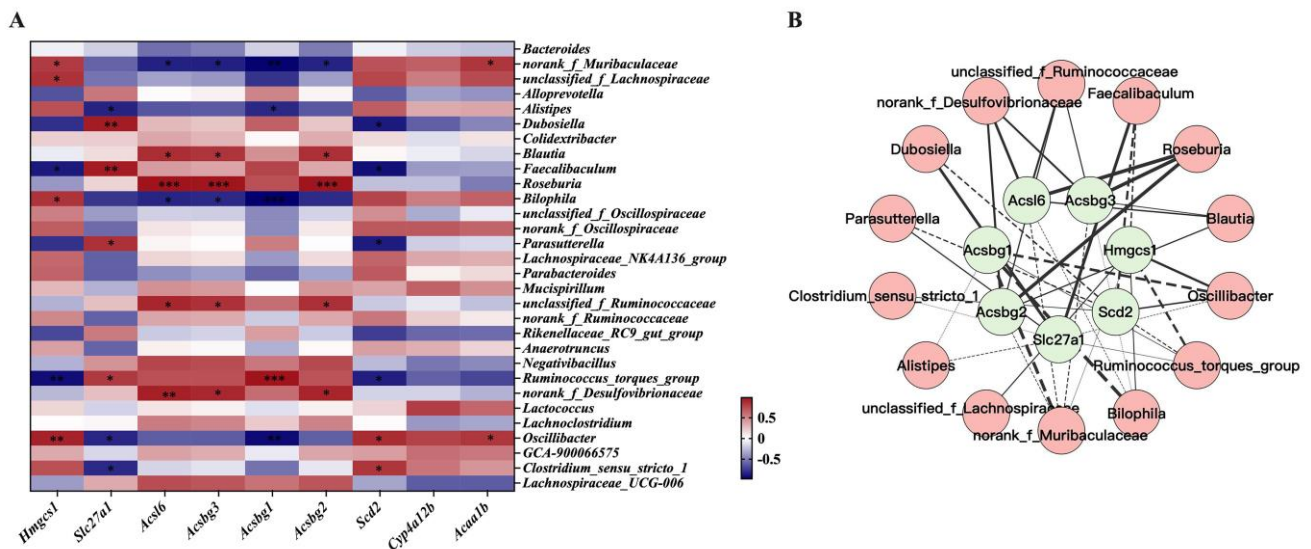 A
Bacteroides
* * * ** * * norank_f_Muribaculaceae
* unclassified_f_Lachnospiraceae
Alloprevotella
* * Alistipes
** * Dubosiella
Colidextribacter
* * * Blautia
* ** * Faecalibaculum
*** *** *** Roseburia
* * * *** Bilophila
unclassified_f_Oscillospiraceae
norank_f_Oscillospiraceae
* * Parasutterella
Lachnospiraceae_NK4A136_group
Parabacteroides
Mucispirillum
* * * unclassified_f_Ruminococcaceae
norank_f_Ruminococcaceae
Rikenellaceae_RC9_gut_group
Anaerotruncus
Negativibacillus
** * *** * Ruminococcus_torques_group
** * * norank_f_Desulfovibrionaceae
Lactococcus
Lachnoclostridium
** * ** * * Oscillibacter
GCA-900066575
* * Clostridium_sensu_stricto_1
Lachnospiraceae_UCG-006
Hmgcs1
Slc27a1
Acsl6
Acsbg3
Acsbg1
Acsbg2
Scd2
Cyp4a12b
Acaa1b
0.5
0
-0.5
B
unclassified_f_Ruminococcaceae
norank_f_Desulfovibrionaceae
Faecalibaculum
Dubosiella
Roseburia
Acsl6
Acsbg3
Parasutterella
Blautia
Acsbg1
Hmgcs1
Clostridium_sensu_stricto_1
Oscillibacter
Acsbg2
Scd2
Slc27a1
Alistipes
Ruminococcus_torques_group
unclassified_f_Lachnospiraceae
Bilophila
norank_f_Muribaculaceae